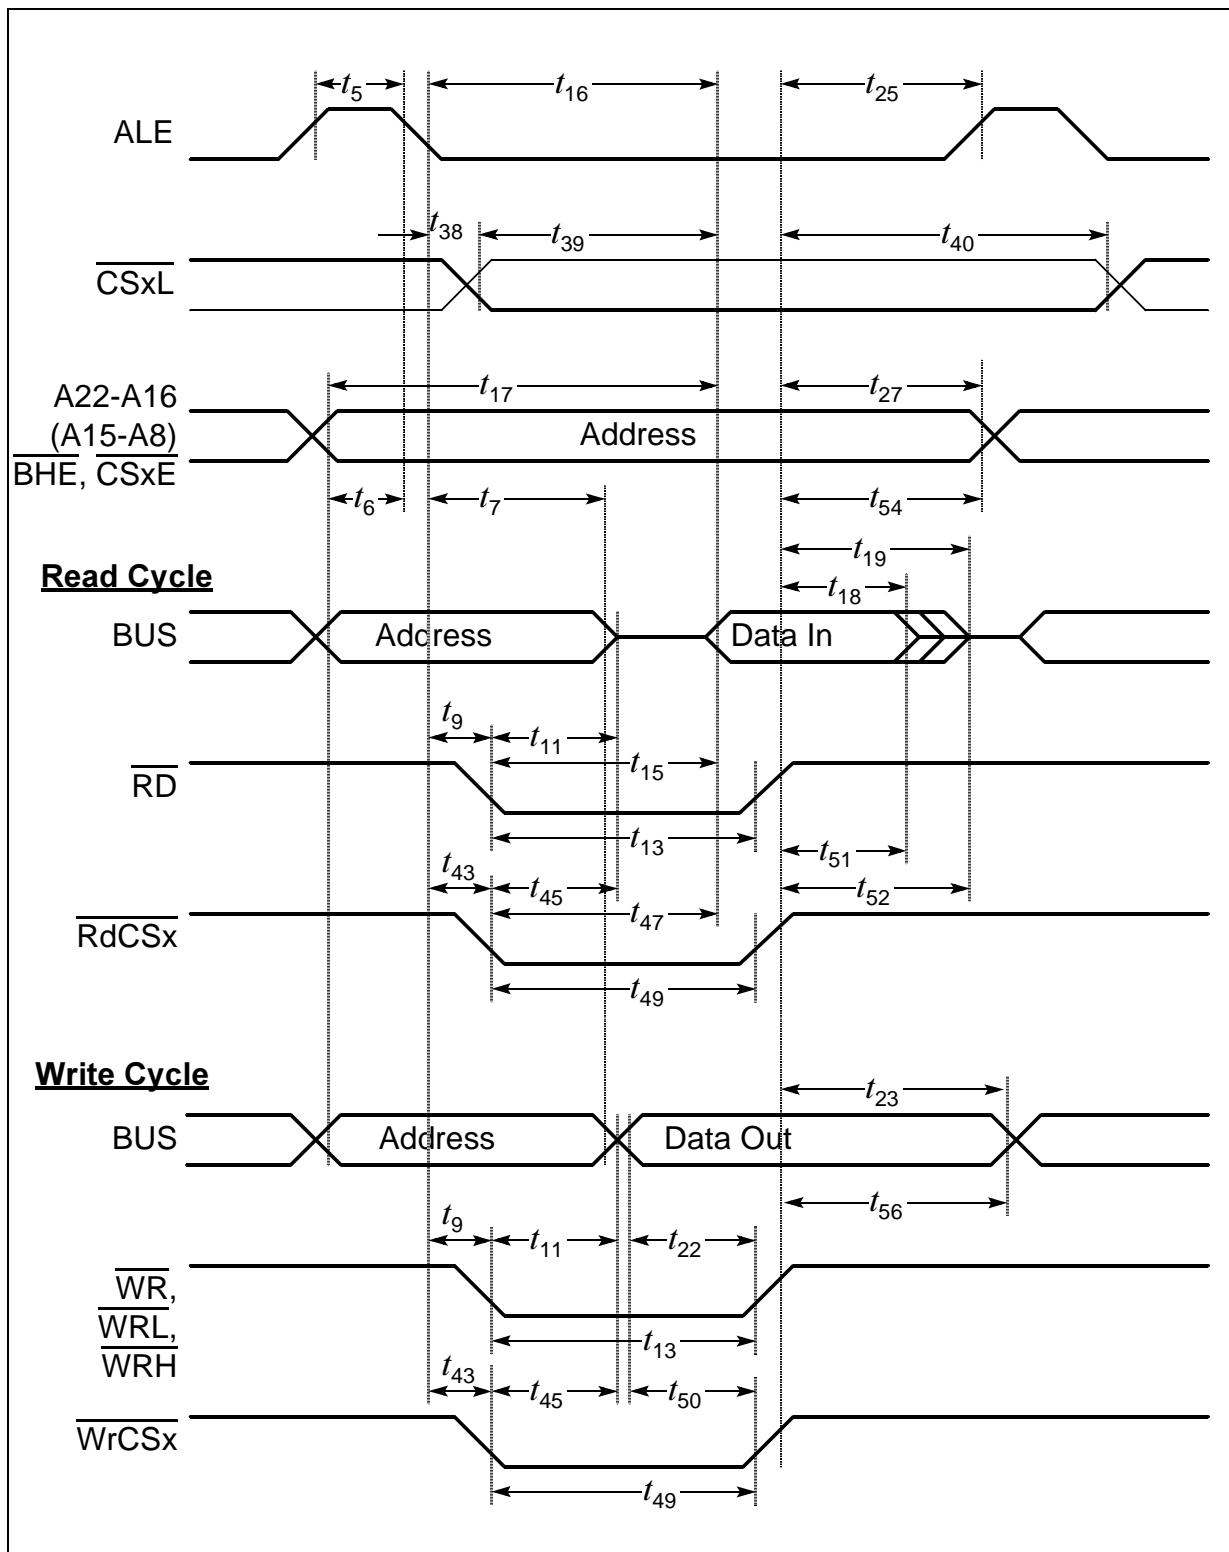 t5 t16 t25
ALE
t38 t39 t40
CSxL
t17 t27
A22-A16
(A15-A8) Address
BHE, CSxE
t6 t7 t54
t19
Read Cycle
t18
BUS Address Data In
t9 t11
t15
RD
t13 t51
t43 t45 t52
t47
RdCSx
t49
Write Cycle
t23
BUS Address Data Out
t56
t9 t11 t22
WR,
WRL, t13
WRH
t43 t45 t50
WrCSx
t49